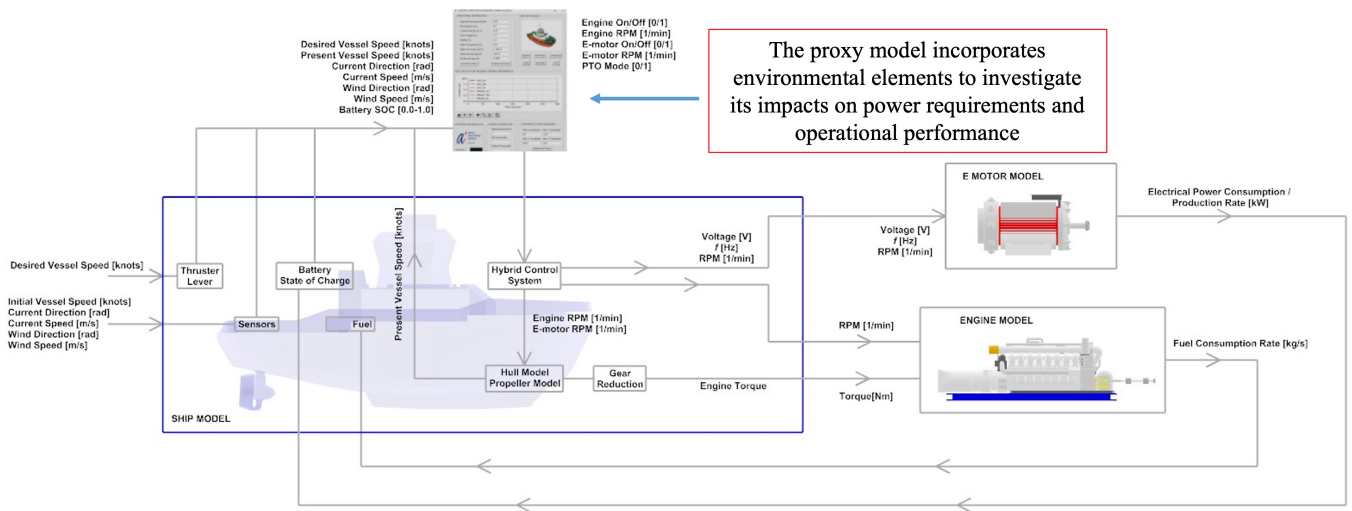 Desired Vessel Speed [knots]
Present Vessel Speed [knots]
Current Direction [rad]
Current Speed [m/s]
Wind Direction [rad]
Wind Speed [m/s]
Battery SOC [0.0-1.0]
Engine On/Off [0/1]
Engine RPM [1/min]
E-motor On/Off [0/1]
E-motor RPM [1/min]
PTO Mode [0/1]
The proxy model incorporates
environmental elements to investigate
its impacts on power requirements and
operational performance
E MOTOR MODEL
Electrical Power Consumption /
Production Rate [kW]
Voltage [V]
f [Hz]
RPM [1/min]
Voltage [V]
f [Hz]
RPM [1/min]
Present Vessel Speed [knots]
Desired Vessel Speed [knots]
Thruster
Lever
Battery
State of Charge
Hybrid Control
System
Initial Vessel Speed [knots]
Current Direction [rad]
Current Speed [m/s]
Wind Direction [rad]
Wind Speed [m/s]
Sensors
Fuel
Engine RPM [1/min]
E-motor RPM [1/min]
RPM [1/min]
ENGINE MODEL
Fuel Consumption Rate [kg/s]
Hull Model
Propeller Model
Gear
Reduction
Engine Torque
Torque[Nm]
SHIP MODEL